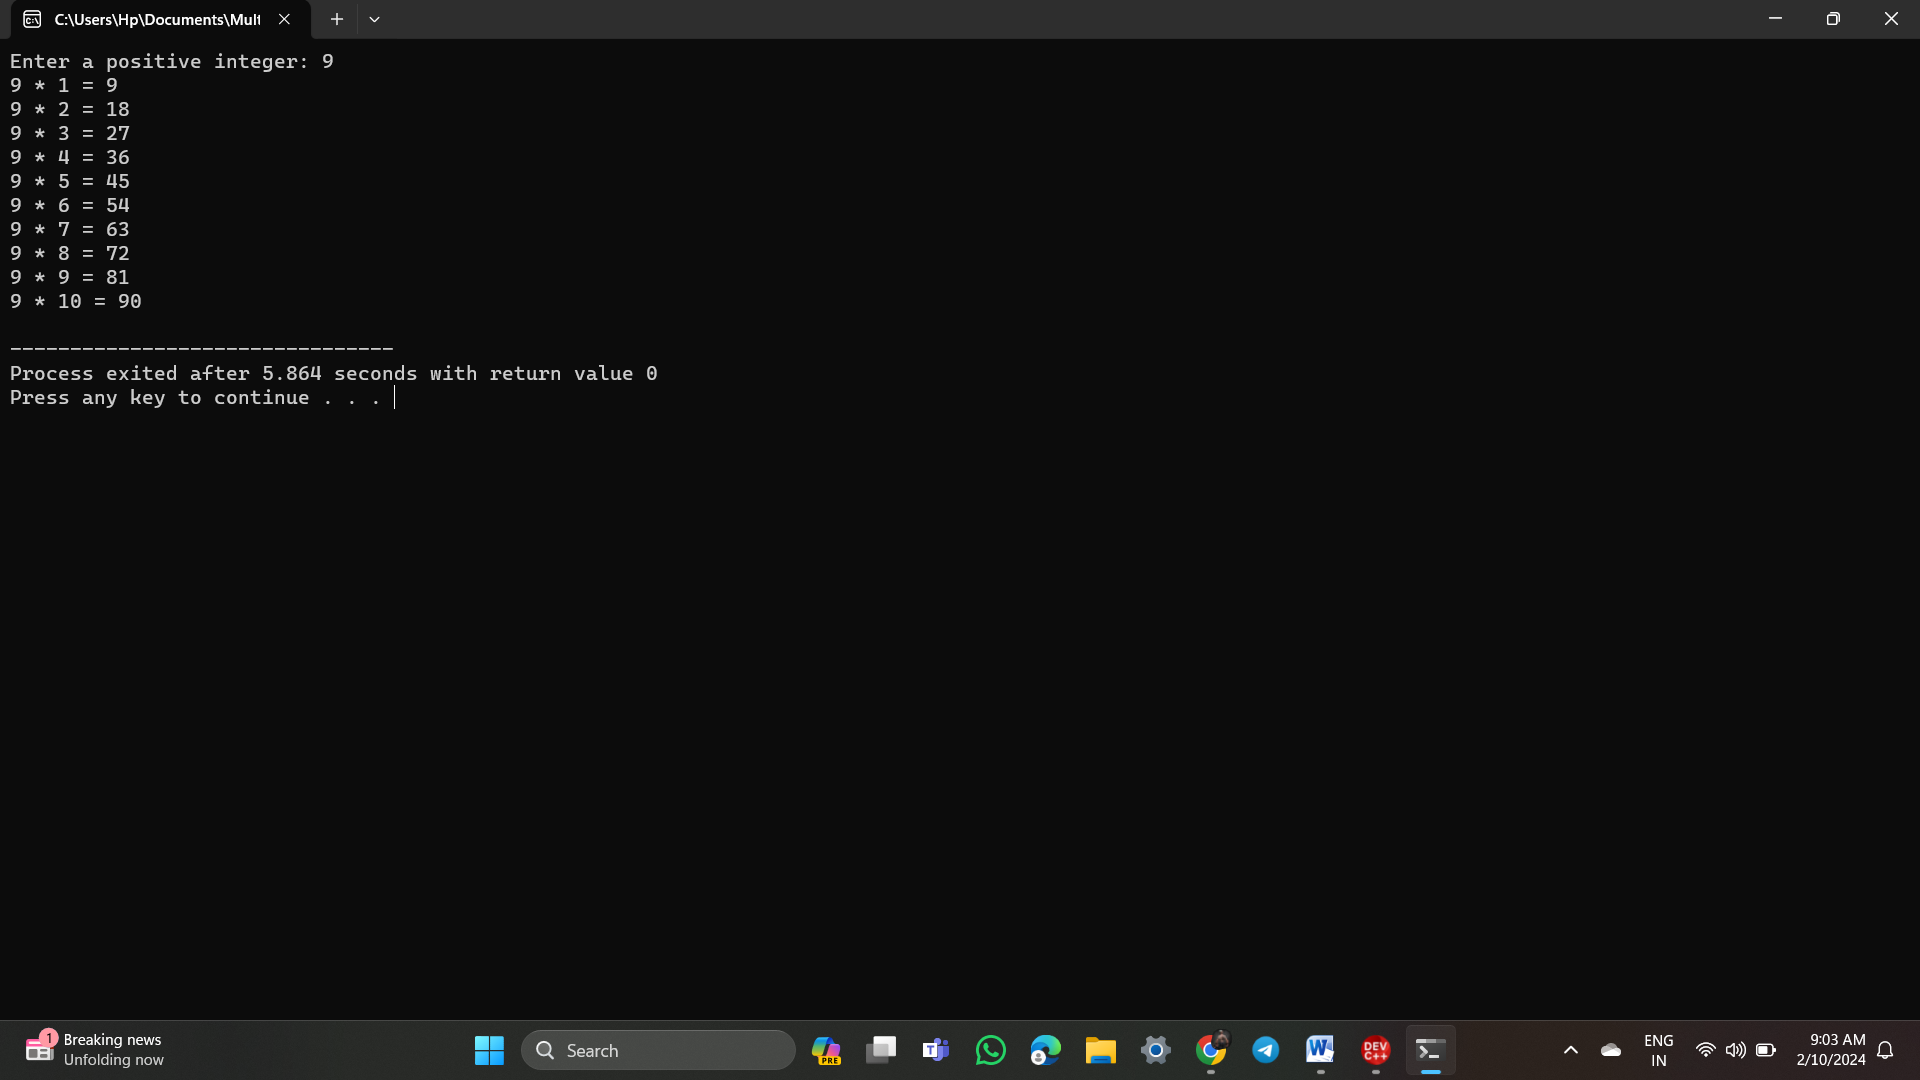 C:\Users\Hp\Documents\Mult
Enter a positive integer: 9
9 * 1 = 9
9 * 2 = 18
9 * 3 = 27
9 * 4 = 36
9 * 5 = 45
9 * 6 = 54
9 * 7 = 63
9 * 8 = 72
9 * 9 = 81
9 * 10 = 90
--------------------------------
Process exited after 5.864 seconds with return value 0
Press any key to continue . . .
1
Breaking news
Unfolding now
Search
PRE
T
W
DEV
C++
ENG
IN
9:03 AM
2/10/2024